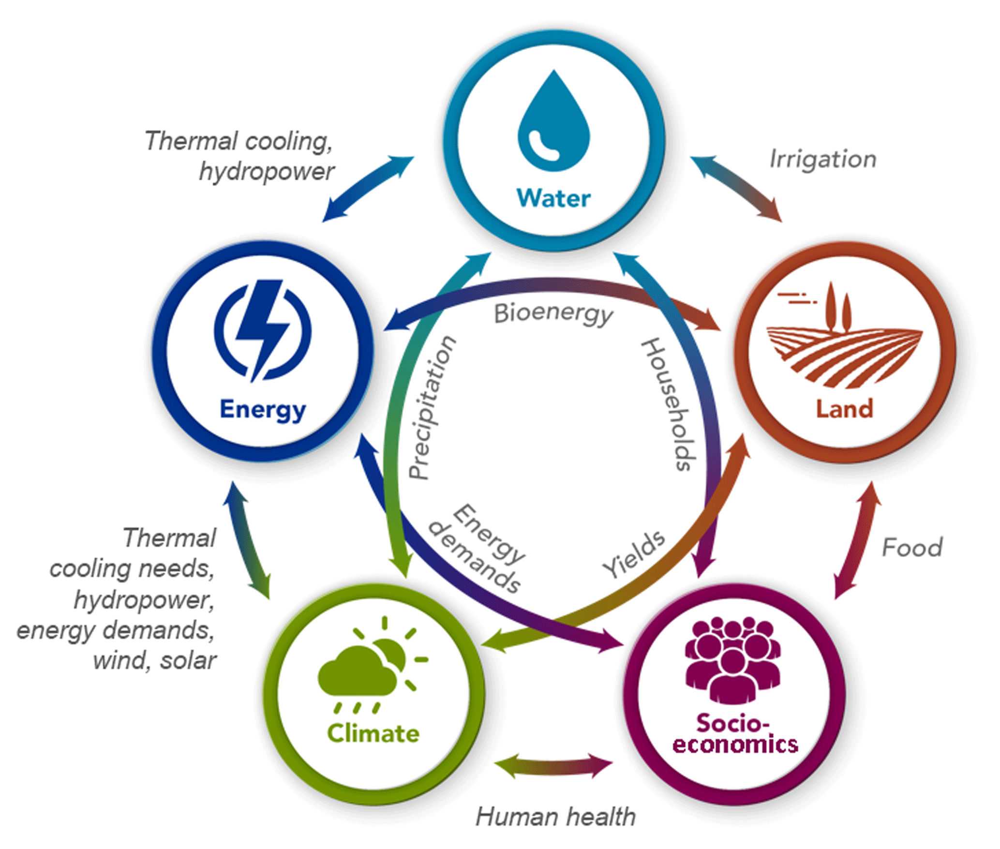 Water
Thermal cooling,
hydropower
Irrigation
Energy
Bioenergy
Land
Precipitation
Households
Energy
demands
Yields
Food
Thermal
cooling needs,
hydropower,
energy demands,
wind, solar
Climate
Socio-
economics
Human health